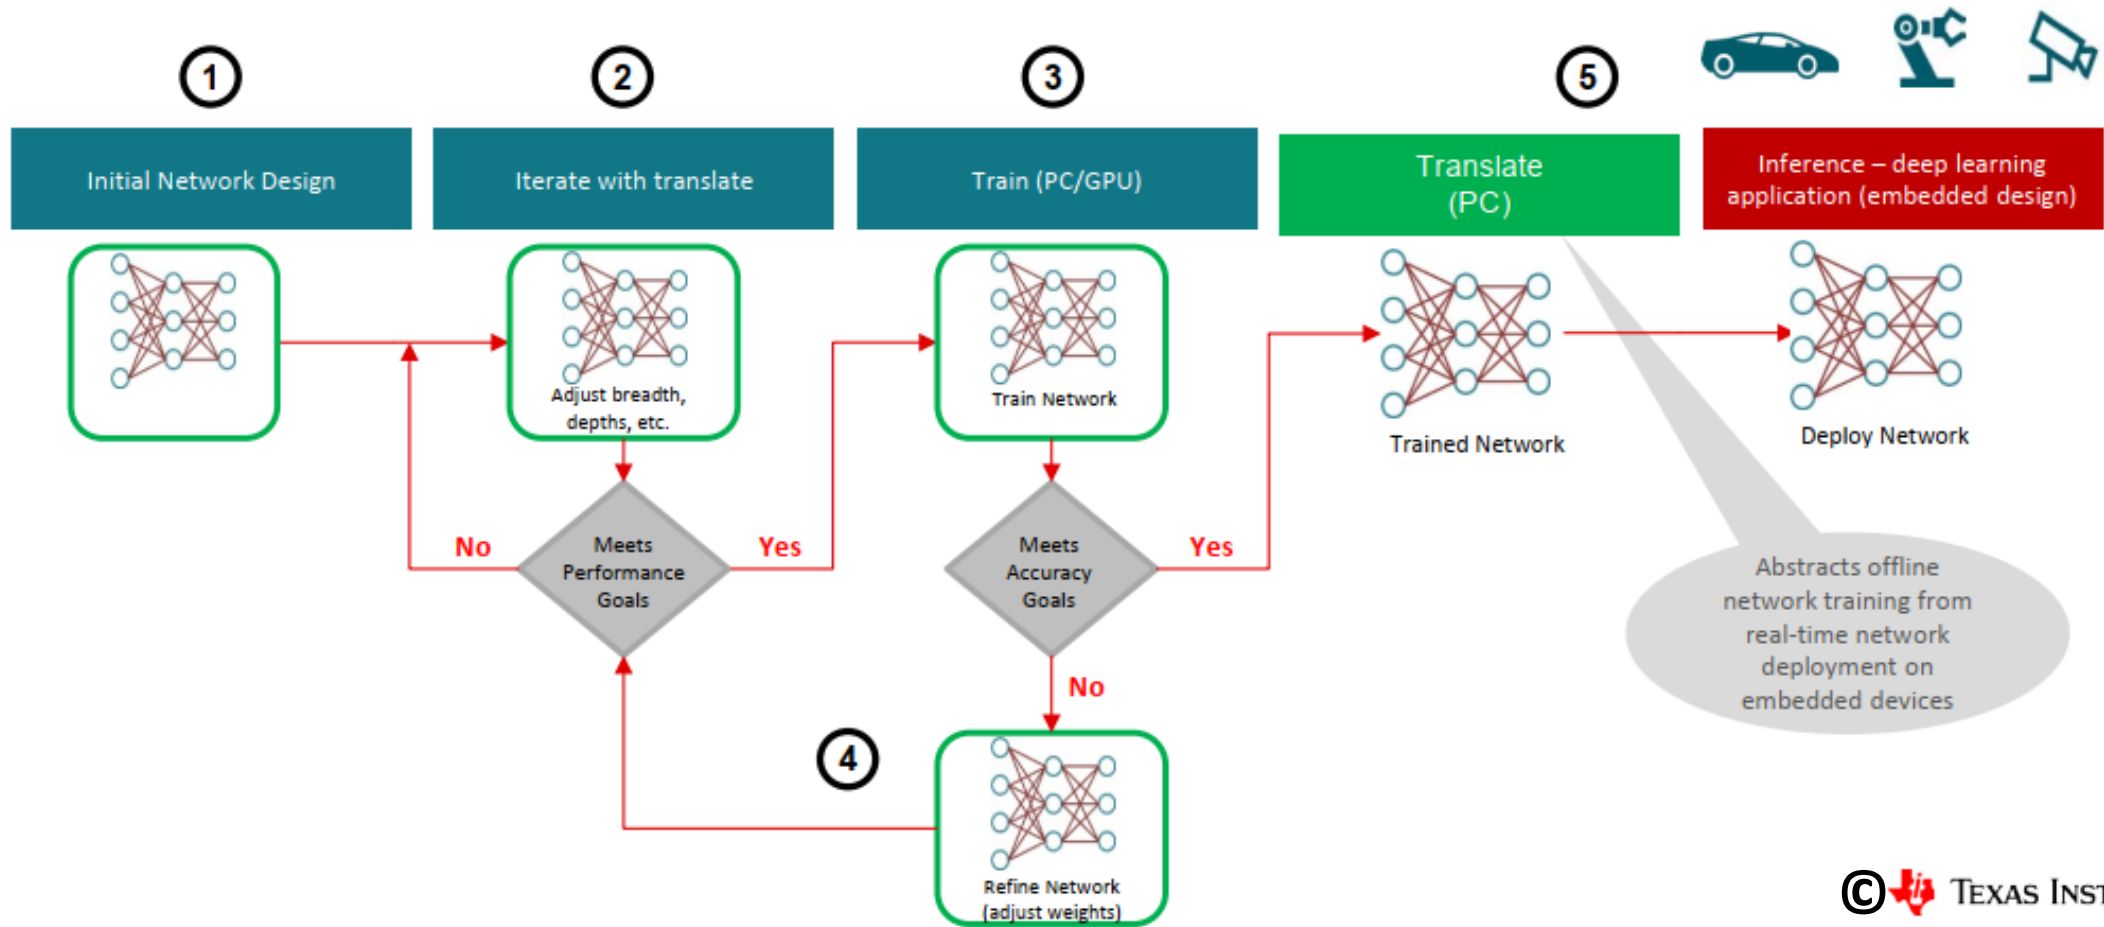 1
2
3
5
Initial Network Design
Iterate with translate
Train (PC/GPU)
Translate
(PC)
Inference – deep learning
application (embedded design)
Adjust breadth,
depths, etc.
Train Network
Trained Network
Deploy Network
No
Meets
Performance
Goals
Yes
Meets
Accuracy
Goals
Yes
Abstracts offline
network training from
real-time network
deployment on
embedded devices
No
4
Refine Network
(adjust weights)
© TEXAS INST